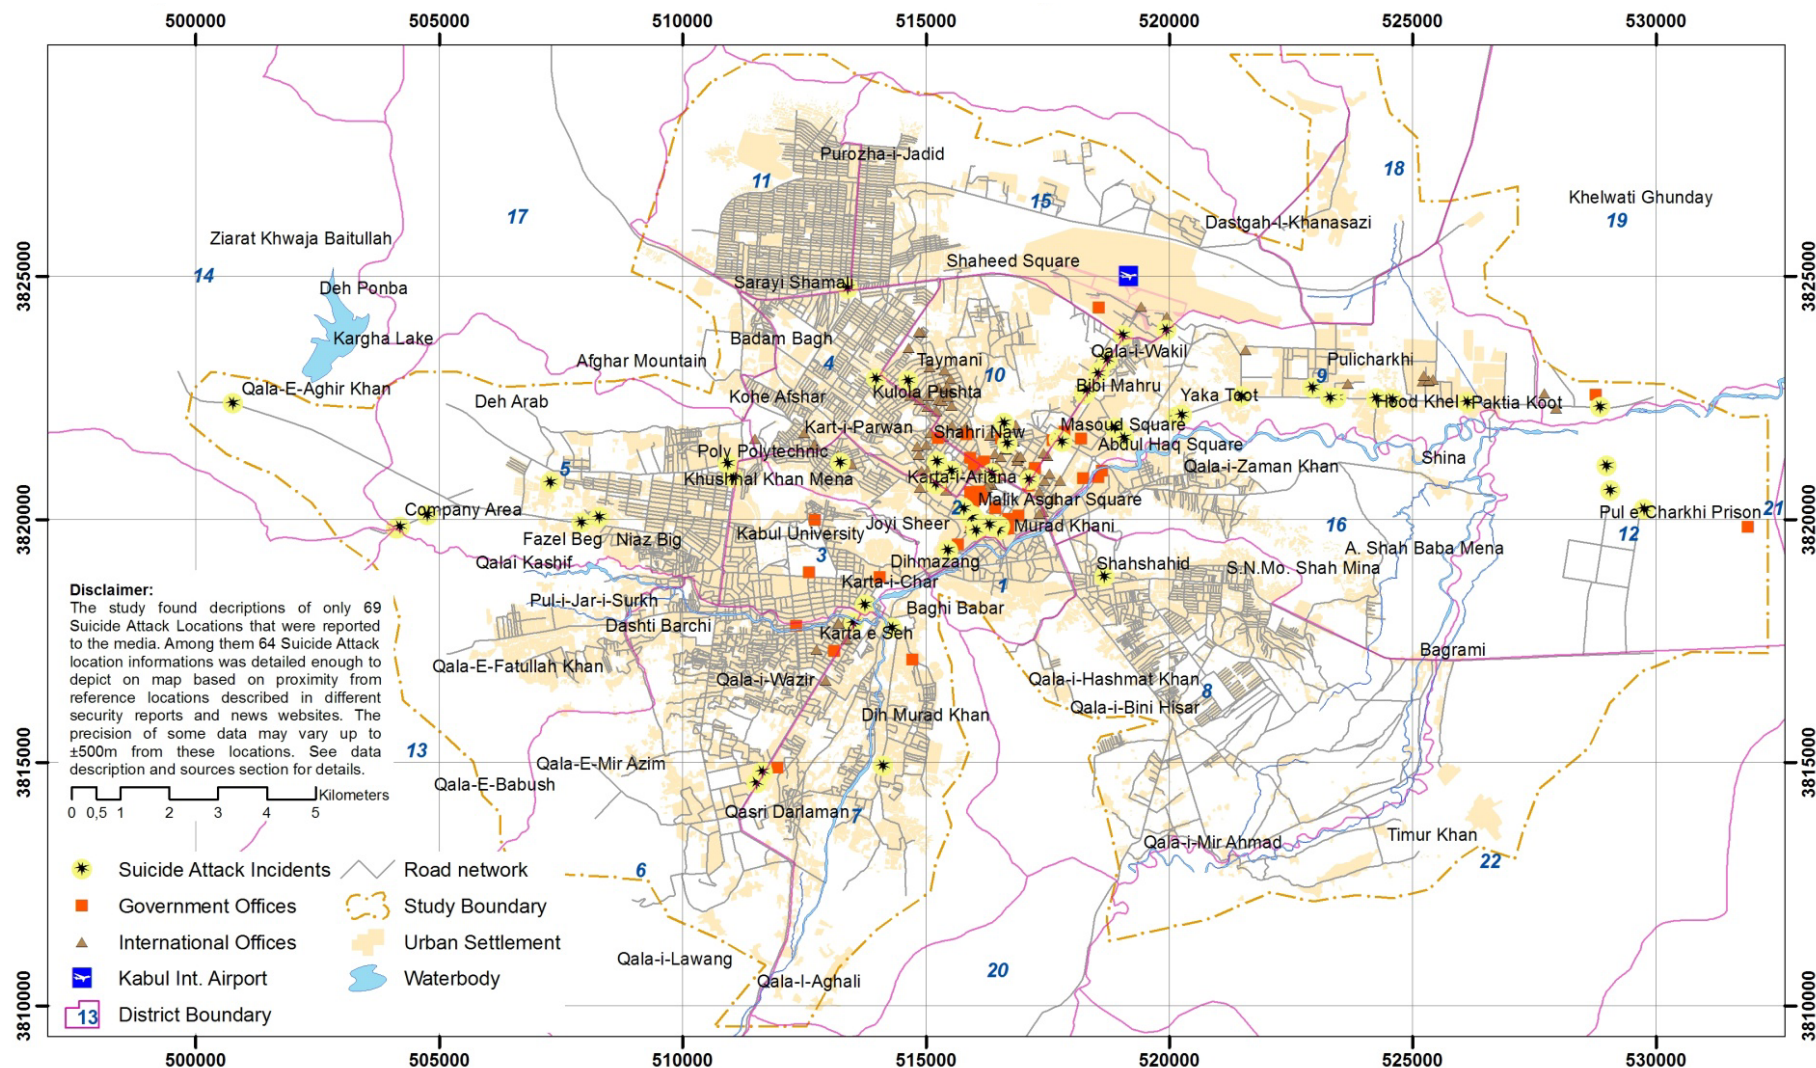 500000 505000 510000 515000 520000 525000 530000
Purozha-i-Jadid
11
18
15
Khelwati Ghunday
17
19
Dastgah-I-Khanasazi
Ziarat Khwaja Baitullah
3825000
14
Shaheed Square
3825000
Deh Ponba
Sarayi Shamali
Kargha Lake
Badam Bagh
Qala-i-Wakil
Afghar Mountain
4
Taymani
10
Pulicharkhi
9
Qala-E-Aghir Khan
Kohe Afshar
Kulola Pushta
Bibi Mahru
Yaka Toot
Hood Khel
Paktia Koot
Deh Arab
Kart-i-Parwan
Shahri Naw
Masoud Square
Abdul Haq Square
Poly Polytechnic
Shina
5
Qala-i-Zaman Khan
Khushhal Khan Mena
Karta-i-Ariana
Malik Asghar Square
3820000
Company Area
2
Joyi Sheer
Murad Khani
16
Pul e Charkhi Prison
21
3820000
Fazel Beg
Niaz Big
Kabul University
12
3
A. Shah Baba Mena
Qalai Kashif
Dihmazang
Shahshahid
S.N.Mo. Shah Mina
Karta-i-Char
1
Pul-i-Jar-i-Surkh
Baghi Babar
Dashti Barchi
Karta e Seh
Bagrami
Qala-E-Fatullah Khan
Qala-i-Wazir
Qala-i-Hashmat Khan
8
Qala-i-Bini Hisar
Dih Murad Khan
13
3815000
Qala-E-Mir Azim
3815000
Qala-E-Babush
Qasri Darlaman
7
Qala-i-Mir Ahmad
Timur Khan
22
6
Qala-i-Lawang
20
Qala-I-Aghali
3810000
3810000
Disclaimer:
The study found decriptions of only 69
Suicide Attack Locations that were reported
to the media. Among them 64 Suicide Attack
location informations was detailed enough to
depict on map based on proximity from
reference locations described in different
security reports and news websites. The
precision of some data may vary up to
±500m from these locations. See data
description and sources section for details.
Kilometers
0 0,5 1 2 3 4 5
Suicide Attack Incidents
Road network
Government Offices
Study Boundary
International Offices
Urban Settlement
Kabul Int. Airport
Waterbody
13
District Boundary
500000 505000 510000 515000 520000 525000 530000